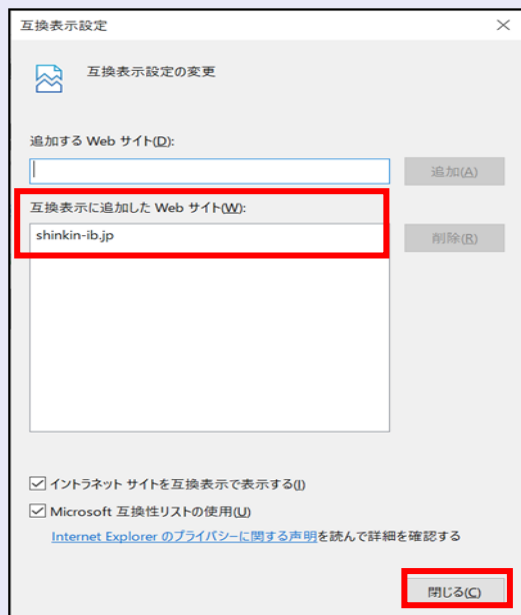 互換表示設定
互換表示設定の変更
追加する Web サイト(D):
追加(A)
互換表示に追加した Web サイト(W):
shinkin-ib.jp
削除(R)
イントラネット サイトを互換表示で表示する(I)
Microsoft 互換性リストの使用(U)
Internet Explorer のプライバシーに関する声明を読んで詳細を確認する
閉じる(C)